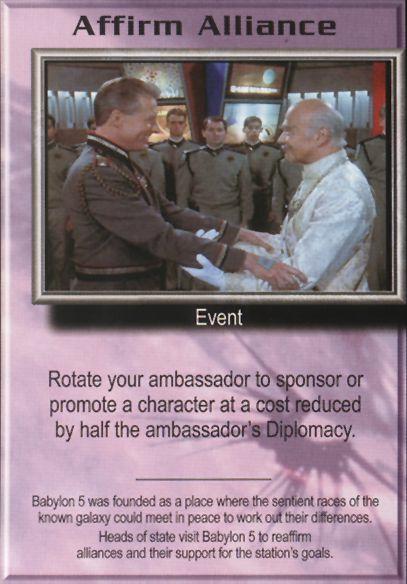 Affirm Alliance
Event
Rotate your ambassador to sponsor or
promote a character at a cost reduced
by half the ambassador's Diplomacy.
Babylon 5 was founded as a place where the sentient races of the
known galaxy could meet in peace to work out their differences.
Heads of state visit Babylon 5 to reaffirm
alliances and their support for the station's goals.